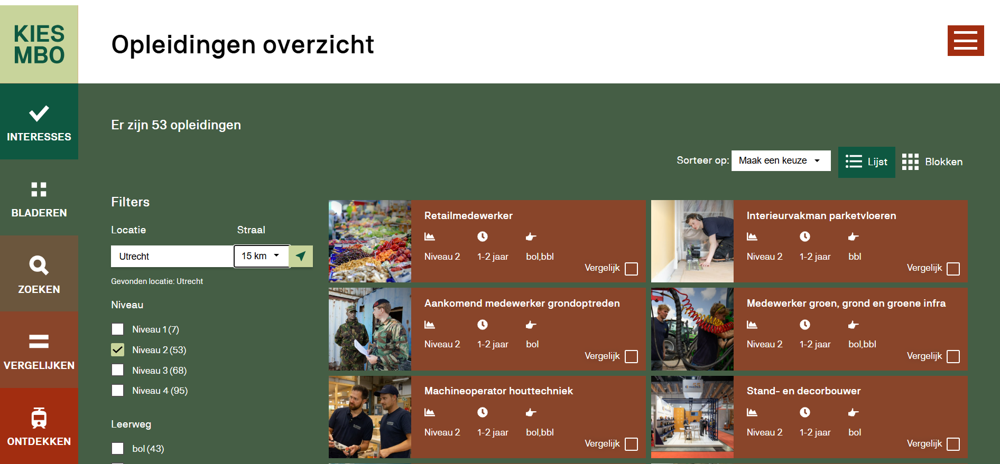 KIES
MBO
Opleidingen overzicht
INTERESSES
BLADEREN
ZOEKEN
VERGELIJKEN
ONTDEKKEN
Er zijn 53 opleidingen
Sorteer op: Maak een keuze Lijst Blokken
Filters
Locatie Straal
Utrecht 15 km
Gevonden locatie: Utrecht
Niveau
Niveau 1 (7)
Niveau 2 (53)
Niveau 3 (68)
Niveau 4 (95)
Leerweg
bol (43)
Retailmedewerker
Niveau 2 1-2 jaar bol,bbl
Vergelijk
Interieurvakman parketvloeren
Niveau 2 1-2 jaar bbl
Vergelijk
Aankomend medewerker grondoptreden
Niveau 2 1-2 jaar bol
Vergelijk
Medewerker groen, grond en groene infra
Niveau 2 1-2 jaar bol,bbl
Vergelijk
Machineoperator houttechniek
Niveau 2 1-2 jaar bol,bbl
Vergelijk
Stand- en decorbouwer
Niveau 2 1-2 jaar bol
Vergelijk